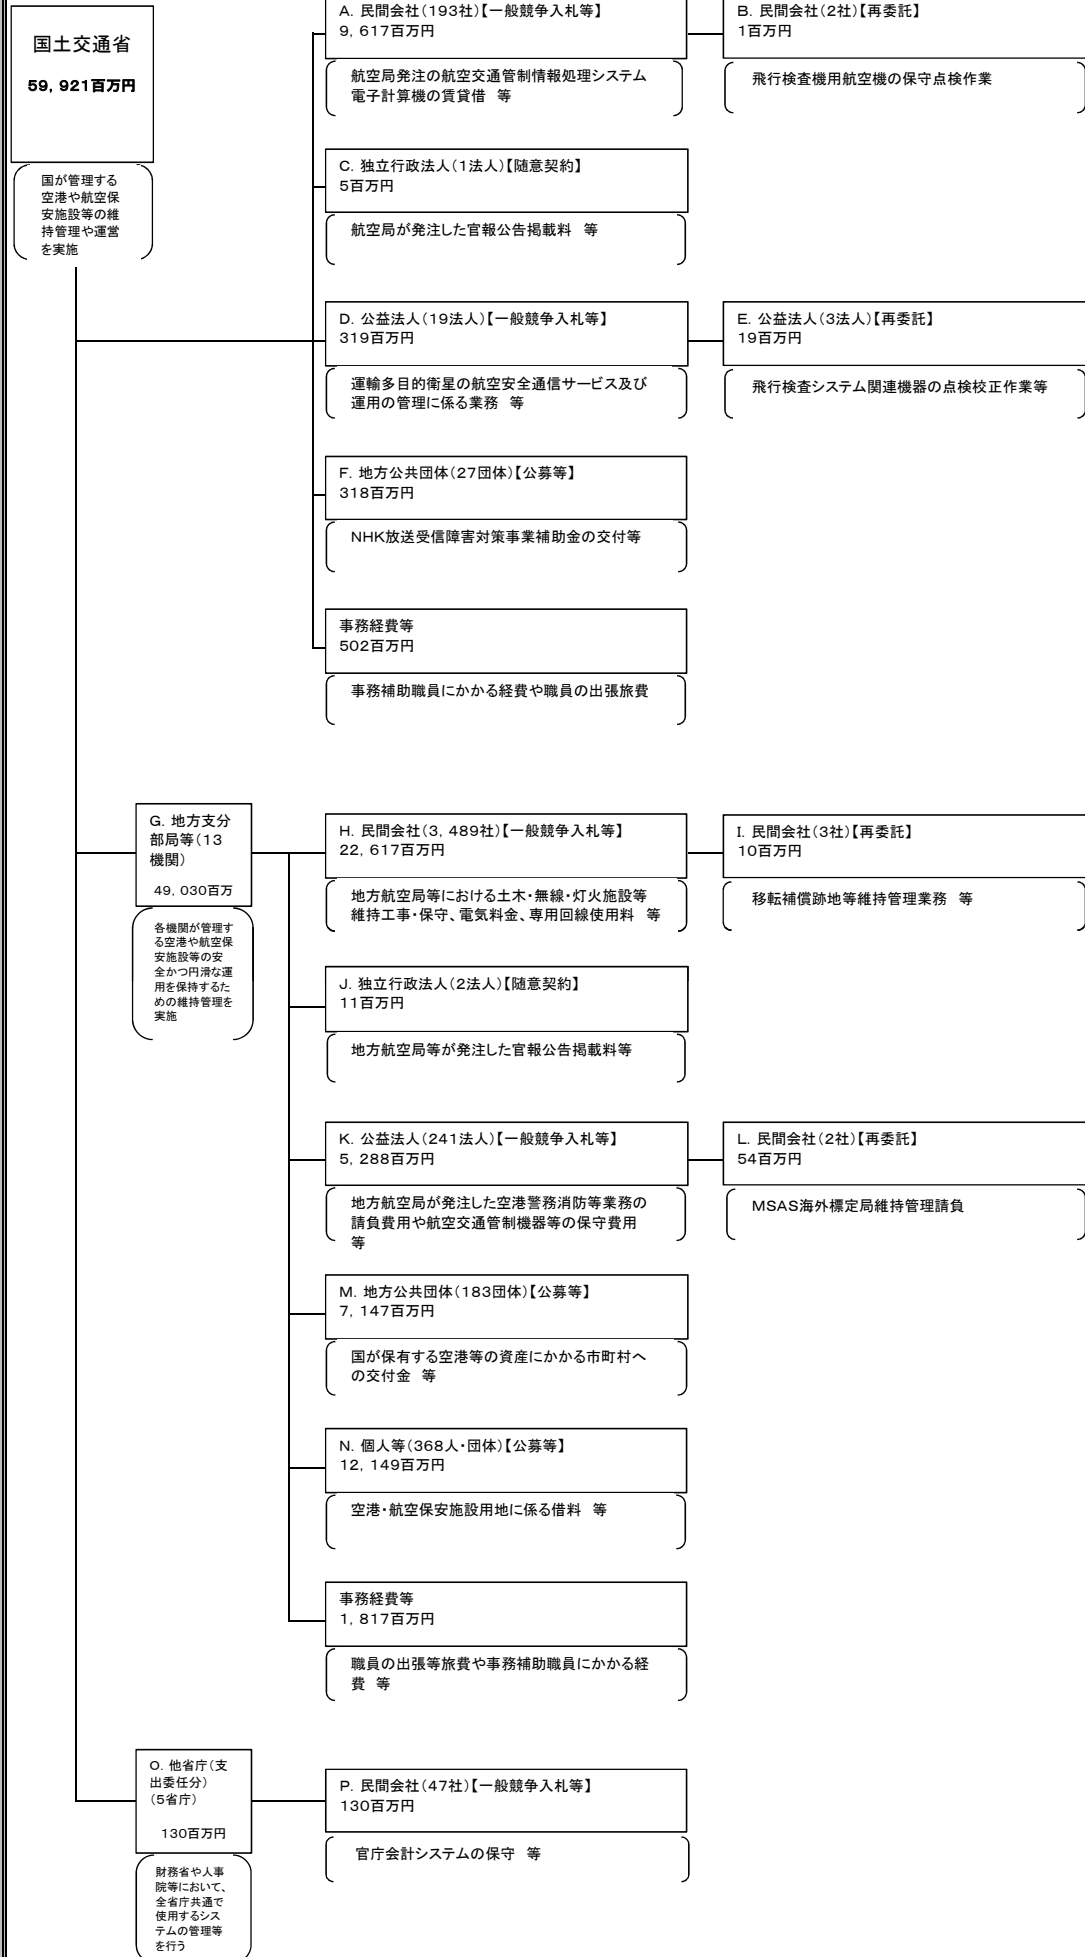 国土交通省
59, 921百万円
国が管理する
空港や航空保
安施設等の維
持管理や運営
を実施
A. 民間会社（193社）【一般競争入札等】
9, 617百万円
航空局発注の航空交通管制情報処理システム
電子計算機の賃貸借 等
B. 民間会社（2社）【再委託】
1百万円
飛行検査機用航空機の保守点検作業
C. 独立行政法人（1法人）【随意契約】
5百万円
航空局が発注した官報公告掲載料 等
D. 公益法人（19法人）【一般競争入札等】
319百万円
運輸多目的衛星の航空安全通信サービス及び
運用の管理に係る業務 等
E. 公益法人（3法人）【再委託】
19百万円
飛行検査システム関連機器の点検校正作業等
F. 地方公共団体（27団体）【公募等】
318百万円
NHK放送受信障害対策事業補助金の交付等
事務経費等
502百万円
事務補助職員にかかる経費や職員の出張旅費
G. 地方支分
部局等（13
機関）
49, 030百万
各機関が管理す
る空港や航空保
安施設等の安
全かつ円滑な運
用を保持するた
めの維持管理を
実施
H. 民間会社（3, 489社）【一般競争入札等】
22, 617百万円
地方航空局等における土木・無線・灯火施設等
維持工事・保守、電気料金、専用回線使用料 等
I. 民間会社（3社）【再委託】
10百万円
移転補償跡地等維持管理業務 等
J. 独立行政法人（2法人）【随意契約】
11百万円
地方航空局等が発注した官報公告掲載料等
K. 公益法人（241法人）【一般競争入札等】
5, 288百万円
地方航空局が発注した空港警務消防等業務の
請負費用や航空交通管制機器等の保守費用
等
L. 民間会社（2社）【再委託】
54百万円
MSAS海外標定局維持管理請負
M. 地方公共団体（183団体）【公募等】
7, 147百万円
国が保有する空港等の資産にかかる市町村へ
の交付金 等
N. 個人等（368人・団体）【公募等】
12, 149百万円
空港・航空保安施設用地に係る借料 等
事務経費等
1, 817百万円
職員の出張等旅費や事務補助職員にかかる経
費 等
O. 他省庁（支
出委任分）
（5省庁）
130百万円
財務省や人事
院等において、
全省庁共通で
使用するシス
テムの管理等
を行う
P. 民間会社（47社）【一般競争入札等】
130百万円
官庁会計システムの保守 等